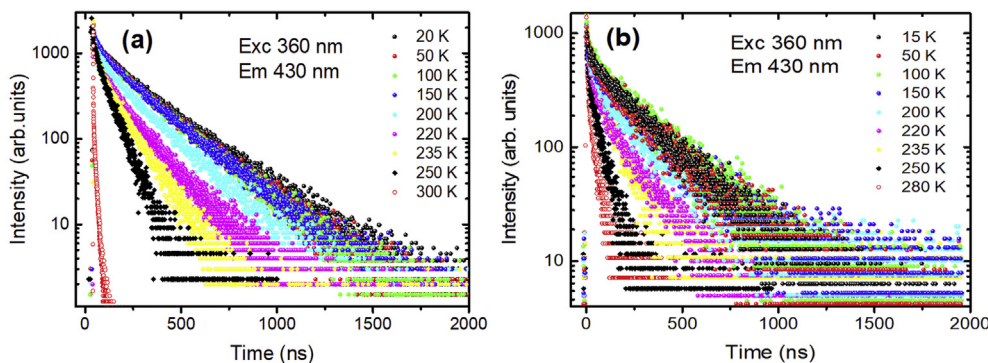 (a)
Exc 360 nm
Em 430 nm
20 K
50 K
100 K
150 K
200 K
220 K
235 K
250 K
300 K
Intensity (arb. units)
1000
100
10
0
500
1000
1500
2000
Time (ns)
(b)
Exc 360 nm
Em 430 nm
15 K
50 K
100 K
150 K
200 K
220 K
235 K
250 K
280 K
Intensity (arb. units)
1000
100
10
0
500
1000
1500
2000
Time (ns)